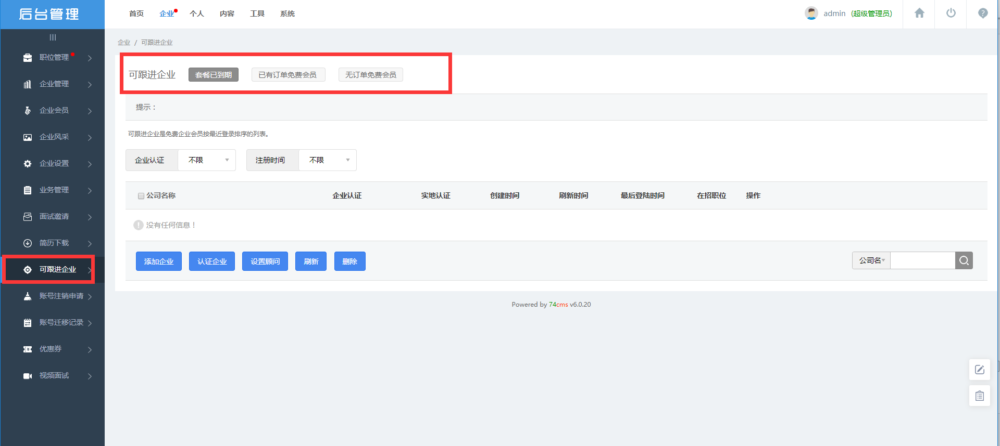 后台管理
首页 企业 个人 内容 工具 系统
admin (超级管理员)
职位管理
企业管理
企业会员
企业风采
企业设置
业务管理
面试邀请
简历下载
可跟进企业
账号注销申请
账号迁移记录
优惠券
视频面试
企业 / 可跟进企业
可跟进企业 套餐已到期 已有订单免费会员 无订单免费会员
提示：
可跟进企业是免费企业会员按最近登录排序的列表。
企业认证 不限 注册时间 不限
公司名称 企业认证 实地认证 创建时间 刷新时间 最后登陆时间 在招职位 操作
没有任何信息！
添加企业 认证企业 设置顾问 刷新 删除 公司名
Powered by 74cms v6.0.20